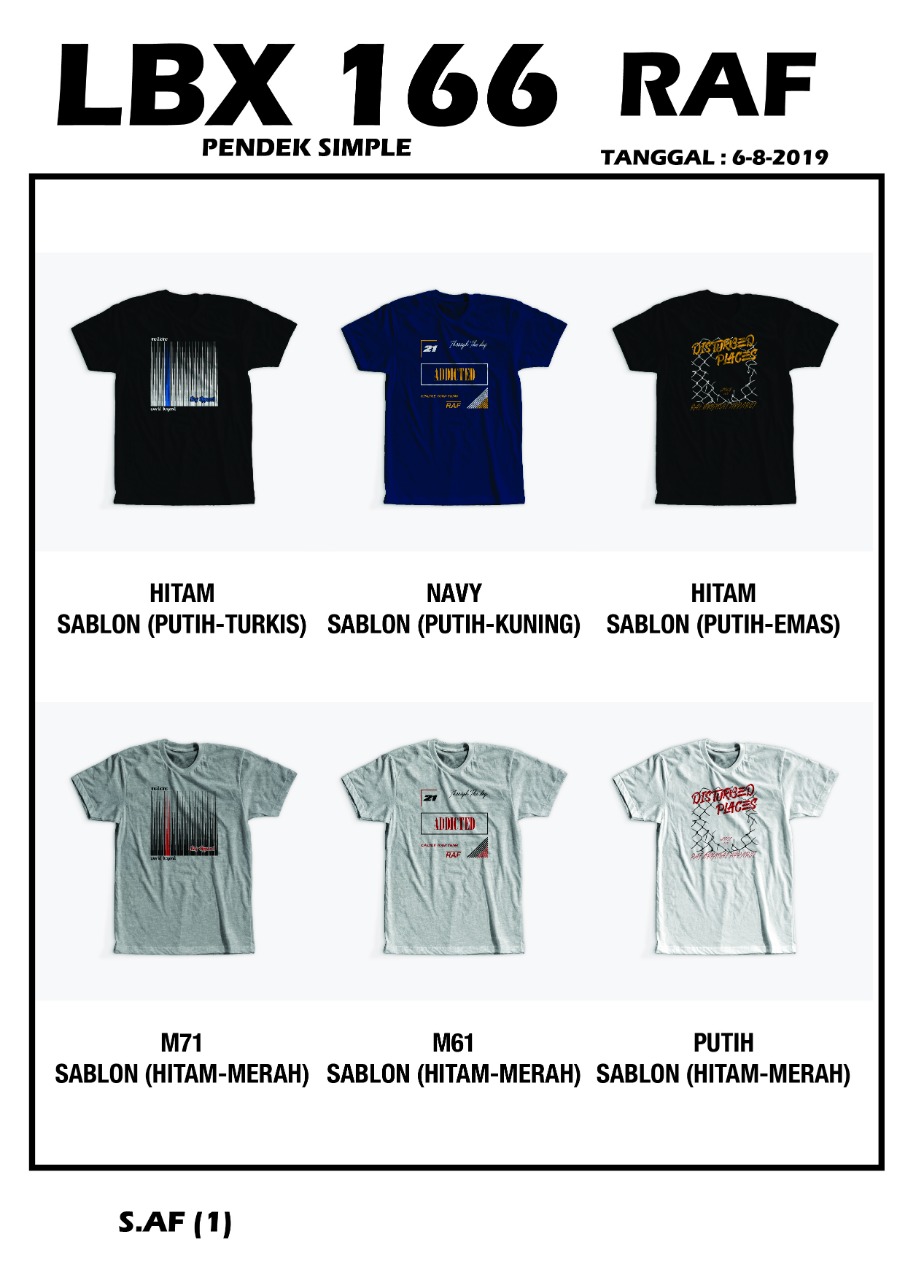 LBX 166 RAF
PENDEK SIMPLE
TANGGAL : 6-8-2019
21
ADDICTED
RAF
DISTURBED
PLACES
HITAM
SABLON (PUTIH-TURKIS)
NAVY
SABLON (PUTIH-KUNING)
HITAM
SABLON (PUTIH-EMAS)
21
ADDICTED
RAF
DISTURBED
PLACES
M71
SABLON (HITAM-MERAH)
M61
SABLON (HITAM-MERAH)
PUTIH
SABLON (HITAM-MERAH)
S.AF (1)